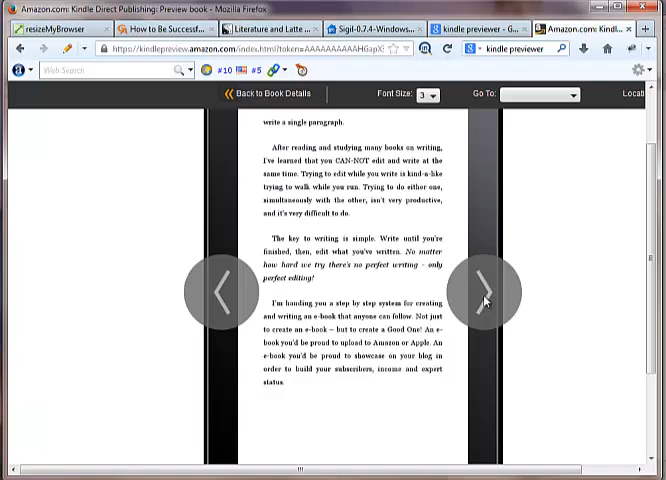 Amazon.com: Kindle Direct Publishing: Preview book - Mozilla Firefox
resizeMyBrowser
How to Be Successf...
Literature and Latte ...
Sigil-0.7.4-Windows...
kindle previewer - G...
Amazon.com: Kindl...
https://kindlepreview.amazon.com/index.html?token=AAAAAAAAAHGapX
kindle previewer
Web Search
#10
#5
Back to Book Details
Font Size:
3
Go To:
Locati
write a single paragraph.
After reading and studying many books on writing,
I've learned that you CAN-NOT edit and write at the
same time. Trying to edit while you write is kind-a-like
trying to walk while you run. Trying to do either one,
simultaneously with the other, isn't very productive,
and it's very difficult to do.
The key to writing is simple. Write until you're
finished, then, edit what you've written. No matter
how hard we try there's no perfect writing - only
perfect editing!
I'm handing you a step by step system for creating
and writing an e-book that anyone can follow. Not just
to create an e-book – but to create a Good One! An e-
book you'd be proud to upload to Amazon or Apple. An
e-book you'd be proud to showcase on your blog in
order to build your subscribers, income and expert
status.